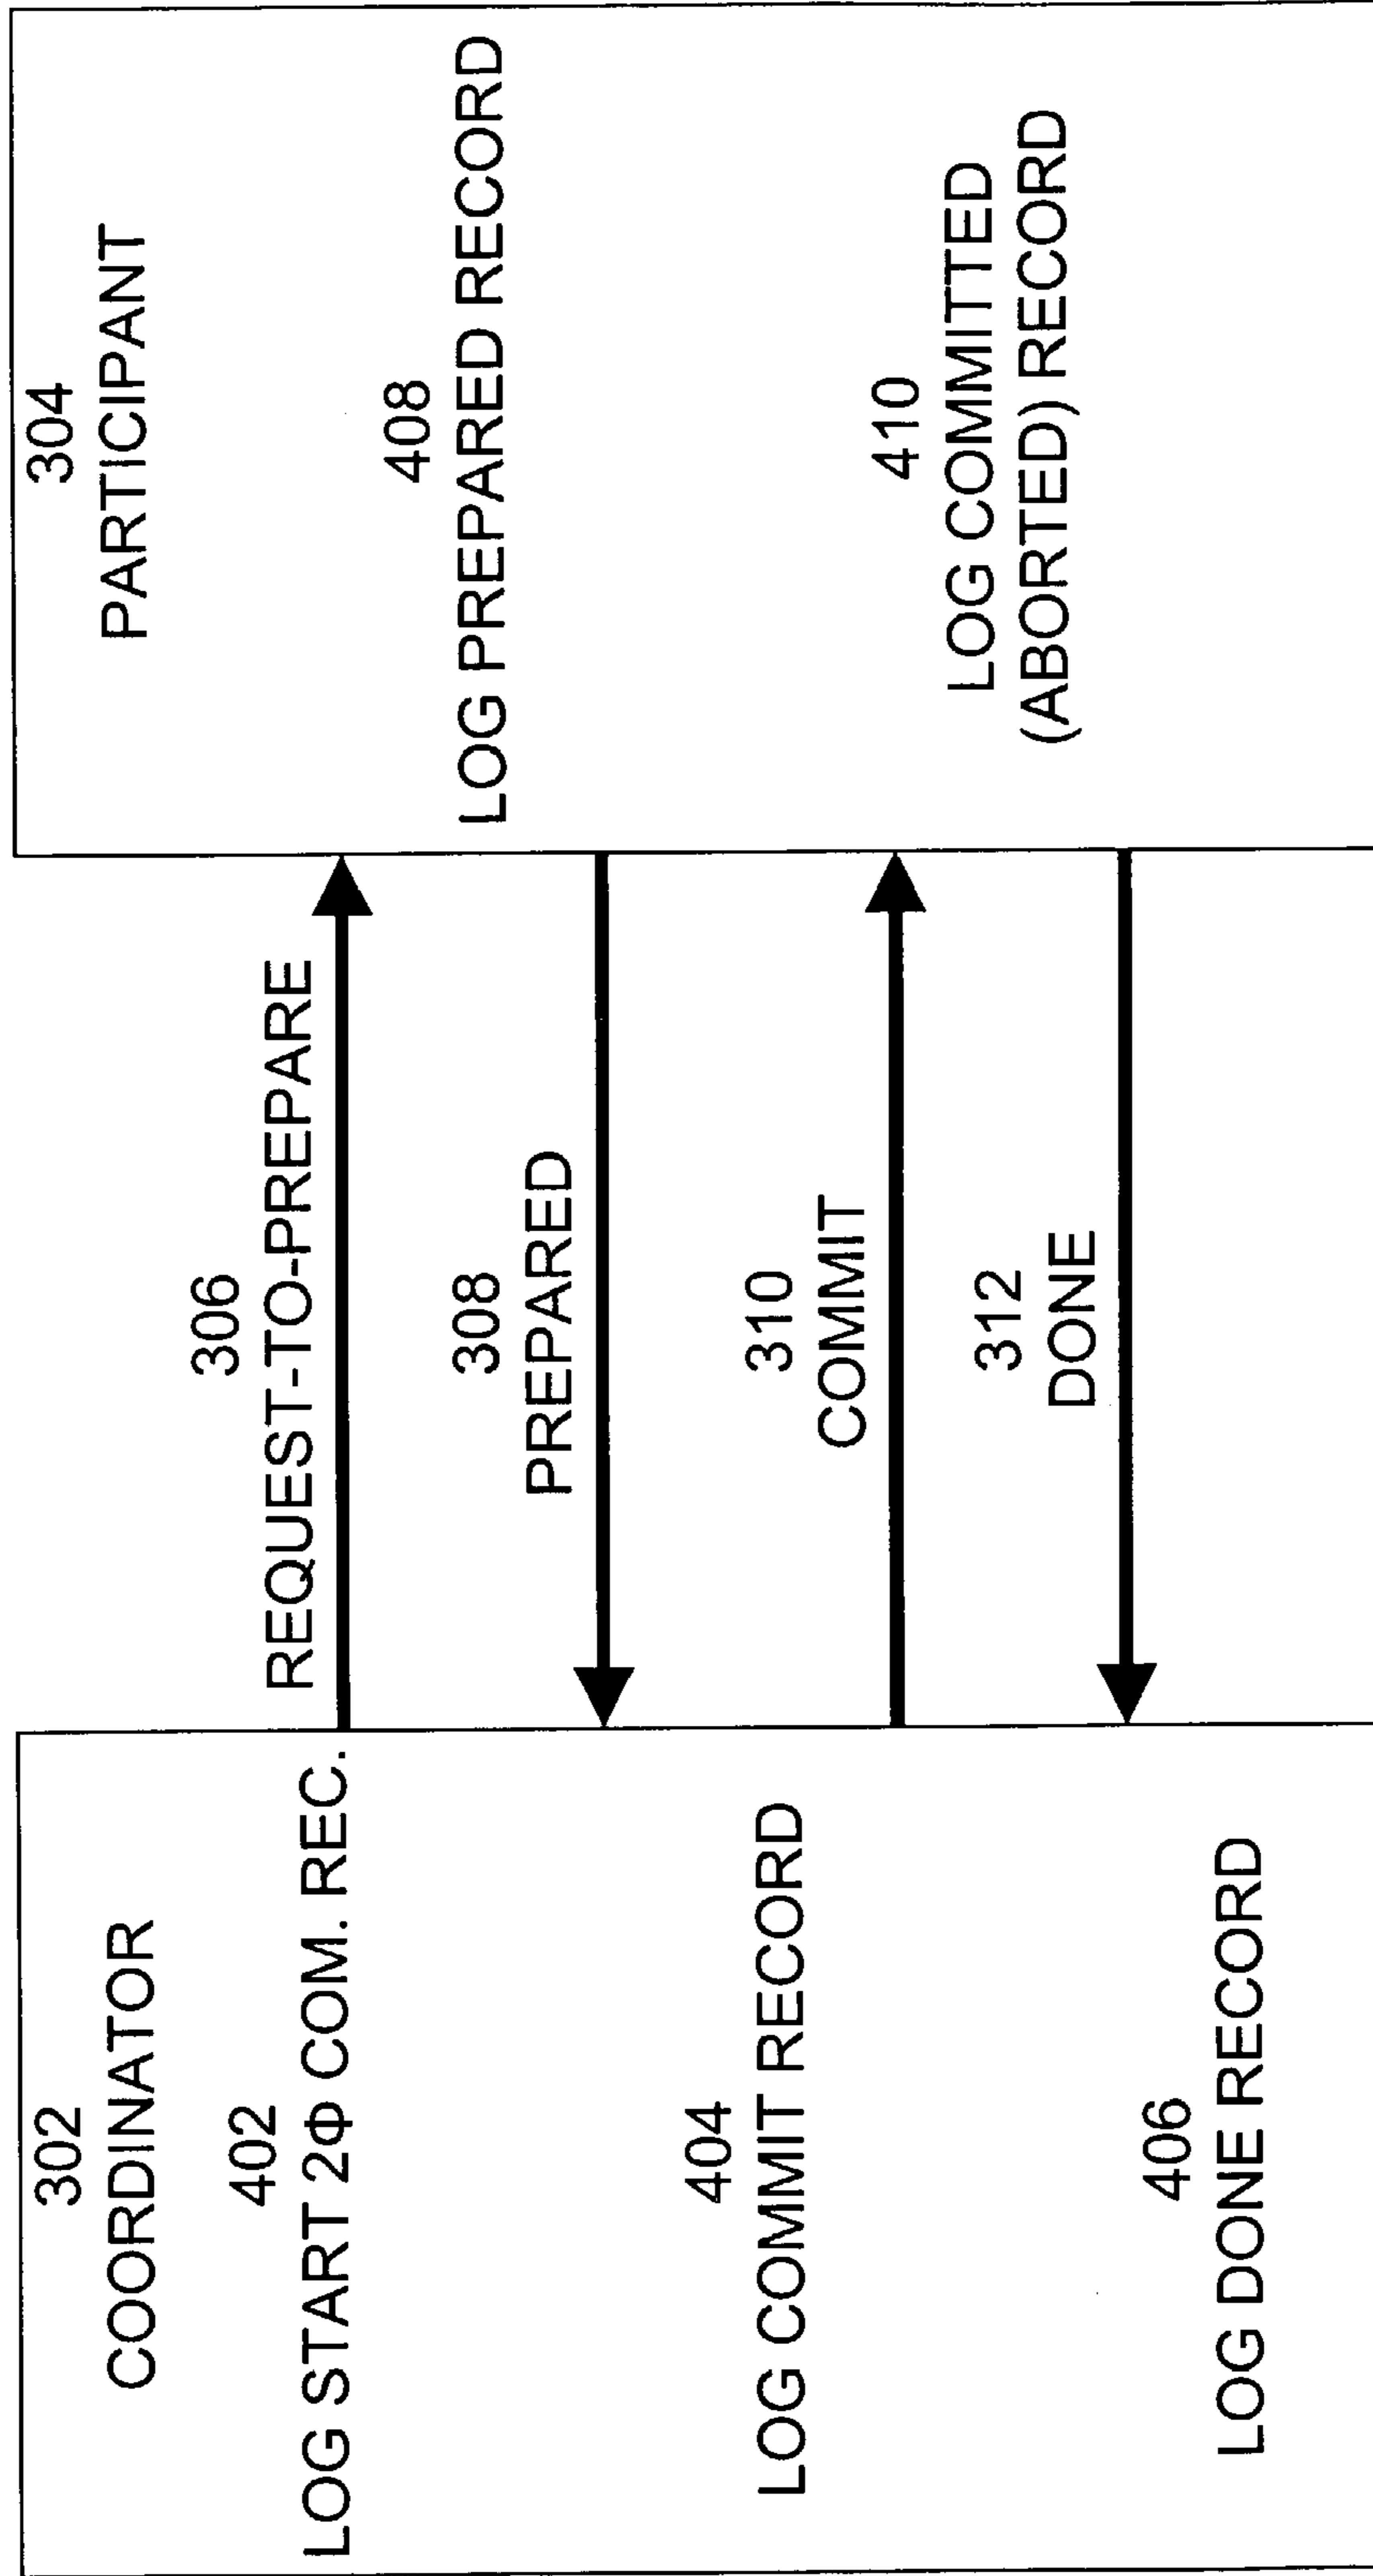 302
COORDINATOR
402
LOG START 2Φ COM. REC.
404
LOG COMMIT RECORD
406
LOG DONE RECORD
306
REQUEST-TO-PREPARE
308
PREPARED
310
COMMIT
312
DONE
304
PARTICIPANT
408
LOG PREPARED RECORD
410
LOG COMMITTED
(ABORTED) RECORD